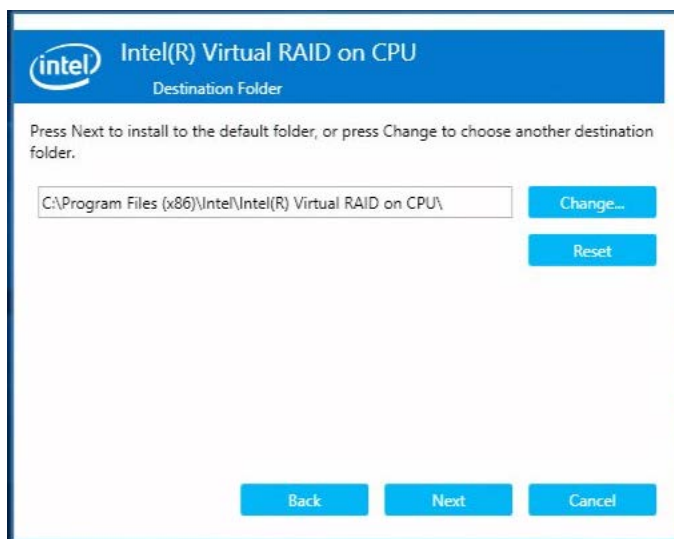 intel
Intel(R) Virtual RAID on CPU
Destination Folder
Press Next to install to the default folder, or press Change to choose another destination
folder.
C:\Program Files (x86)\Intel\Intel(R) Virtual RAID on CPU\
Change...
Reset
Back
Next
Cancel